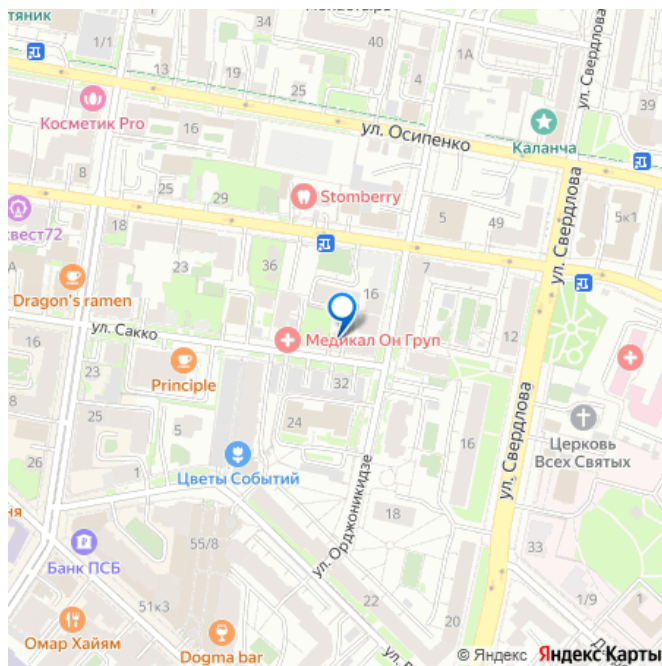 тяник
1/1
34
40
1А
4
ул. Свердлова
13
19
25
39
Косметик Pro
16
ул. Осипенко
Каланча
8
25
29
Stomberry
ул. Свердлова
квест72
18
5
49
5к1
А
23
36
7
Dragon's ramen
16
12
ул. Сакко
Медикал Он Груп
Principle
32
8
25
5
24
16
ул. Свердлова
Церковь
Всех Святых
26
Цветы Событий
ня
18
ул. Орджоникидзе
55/8
33
Банк ПСБ
51к3
22
20
1/9
1
Омар Хайям
Dogma bar
© Яндекс Яндекс Карты